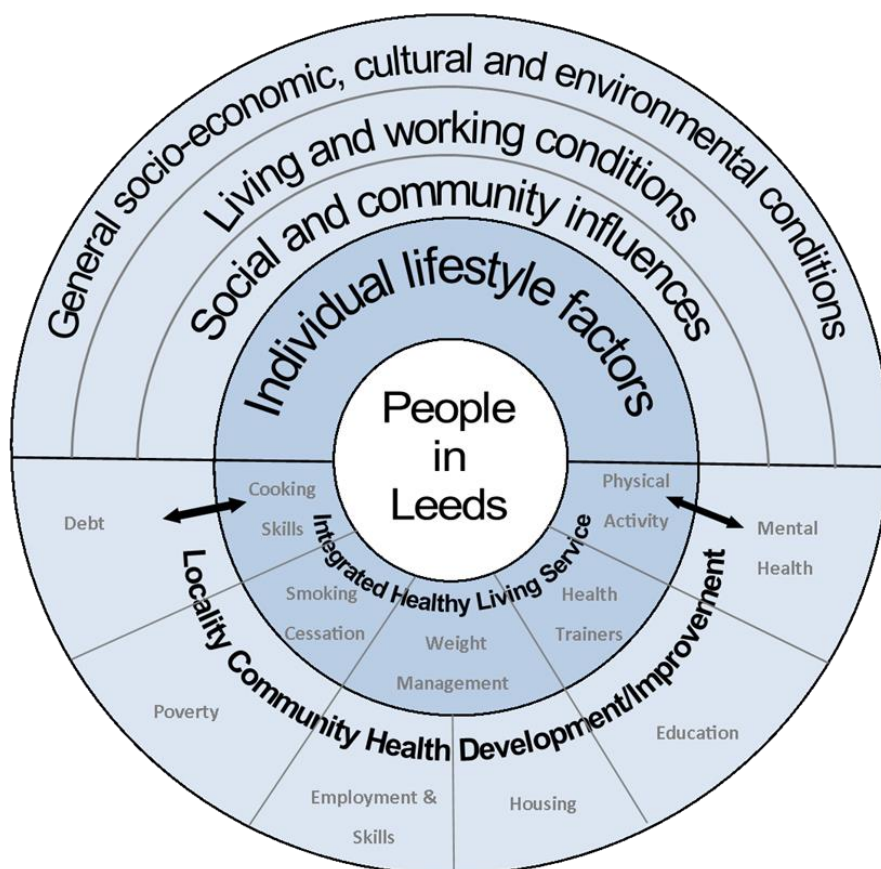 General socio-economic, cultural and environmental conditions
Living and working conditions
Social and community influences
Individual lifestyle factors
People
in
Leeds
Cooking
Skills
Physical
Activity
Debt
Mental
Health
Integrated Healthy Living Service
Smoking
Cessation
Health
Trainers
Weight
Management
Locality Community Health Development/Improvement
Poverty
Education
Employment &
Skills
Housing